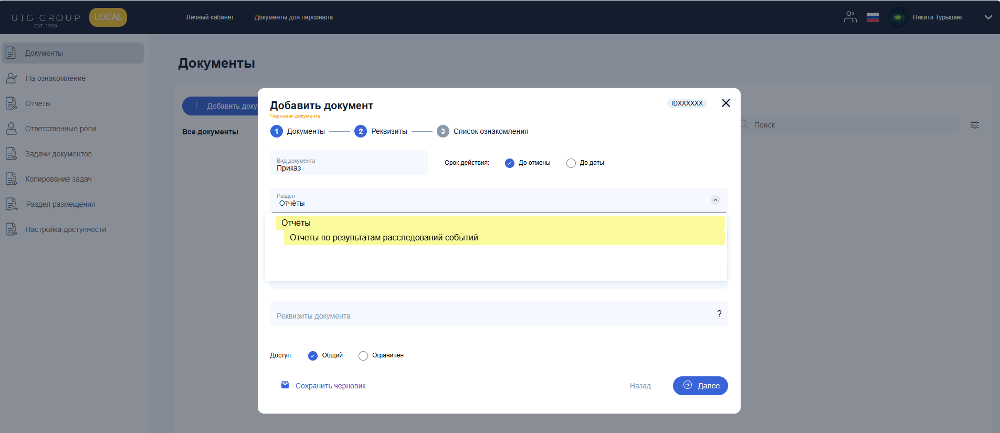 UTG GROUP
EST. 1998
LOCAL
Личный кабинет
Документы для персонала
Никита Турышев
Документы
На ознакомление
Отчеты
Ответственные роли
Задачи документов
Копирование задач
Раздел размещения
Настройка доступности
Документы
Добавить доку
Все документы
Поиск
Добавить документ
IDXXXXXX
Черновик документа
1 Документы
2 Реквизиты
3 Список ознакомления
Вид документа
Приказ
Срок действия:
До отмены
До даты
Раздел
Отчёты
Отчёты
Отчеты по результатам расследований событий
Реквизиты документа
?
Доступ:
Общий
Ограничен
Сохранить черновик
Назад
Далее